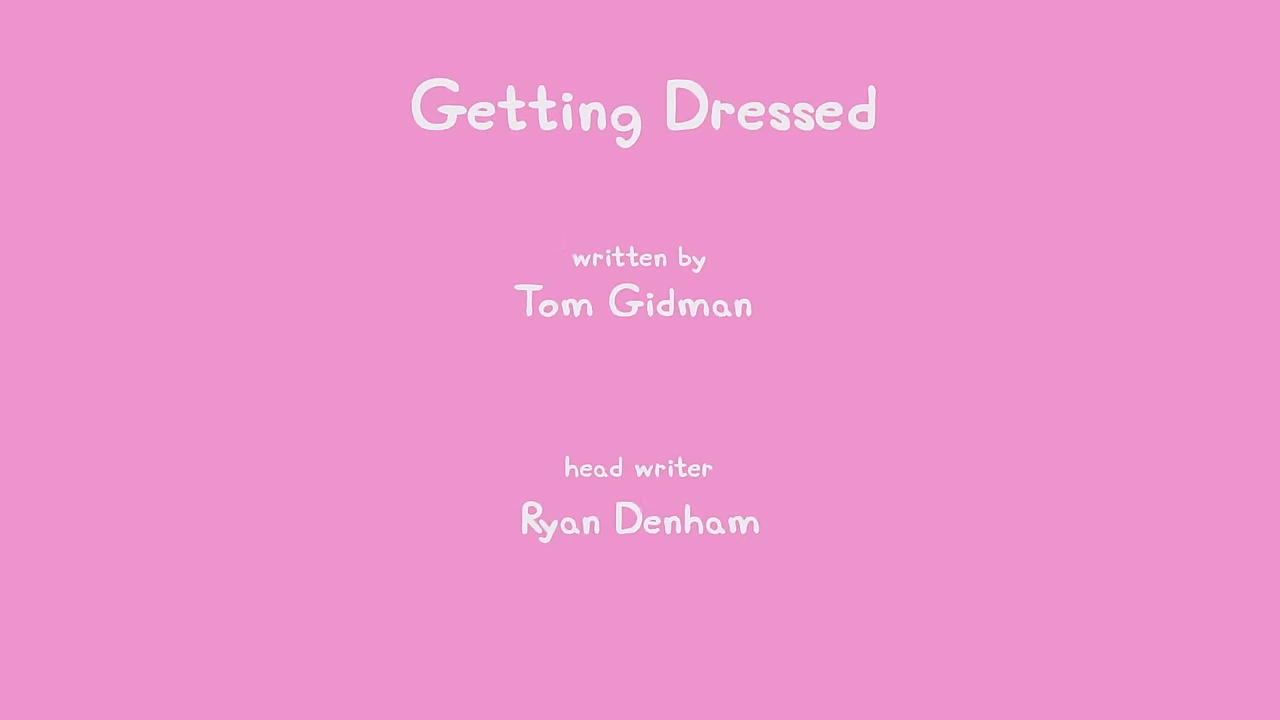 Getting Dressed
written by
Tom Gidman
head writer
Ryan Denham